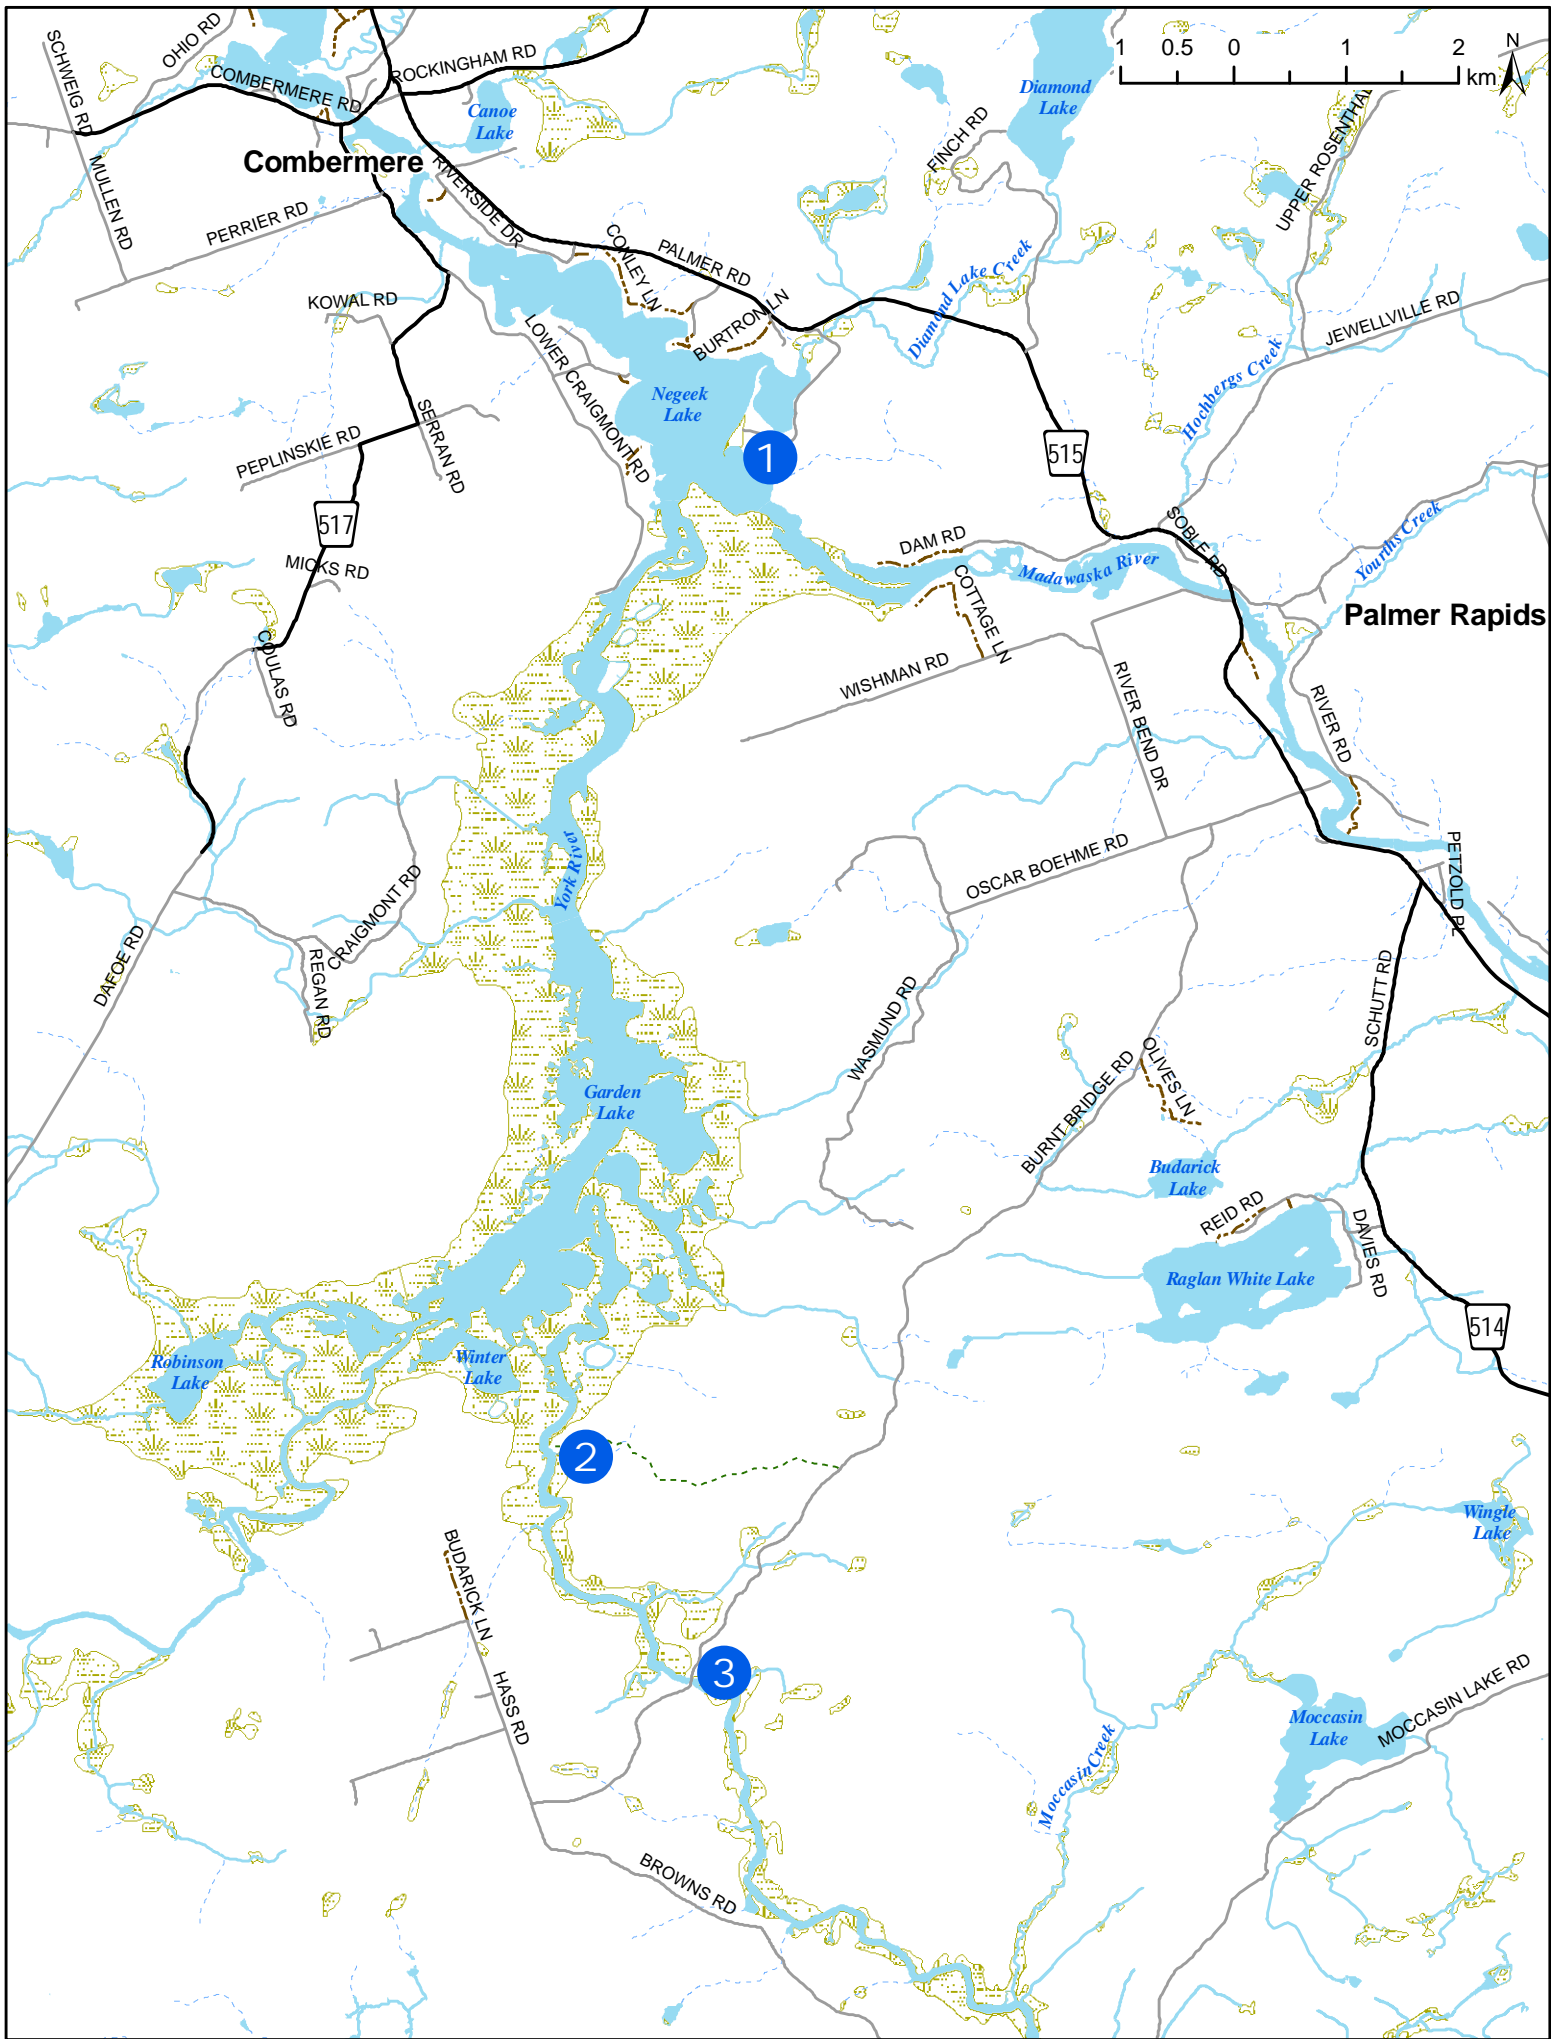 1 0.5 0 1 2
km
N
SCHWEIG RD
OHIO RD
COMBERMERE RD
ROCKINGHAM RD
Canoe
Lake
Diamond
Lake
FINCH RD
UPPER ROSENTHAL
Combermere
MULLEN RD
PERRIER RD
RIVERSIDE DR
CONLEY LN
PALMER RD
BURTRON LN
KOWAL RD
LOWER CRAIGMONT RD
Diamond Lake Creek
Hochbergs Creek
JEWELLVILLE RD
Negeek
Lake
PEPLINSKIE RD
SERRAN RD
1
515
517
MICKS RD
DAM RD
SOBLE RD
Yourths Creek
Madawaska River
COTTAGE LN
Palmer Rapids
COULAS RD
WISHMAN RD
RIVER BEND DR
RIVER RD
York River
OSCAR BOEHME RD
PETZOLD PL
DAFOE RD
CRAIGMONT RD
REGAN RD
WASMUND RD
SCHUTT RD
Garden
Lake
BURNT BRIDGE RD
OLIVES LN
Budarick
Lake
REID RD
DAVIES RD
Raglan White Lake
514
Robinson
Lake
Winter
Lake
2
Wingle
Lake
BUDARICK LN
3
HASS RD
Moccasin
Lake
MOCCASIN LAKE RD
Moccasin Creek
BROWNS RD